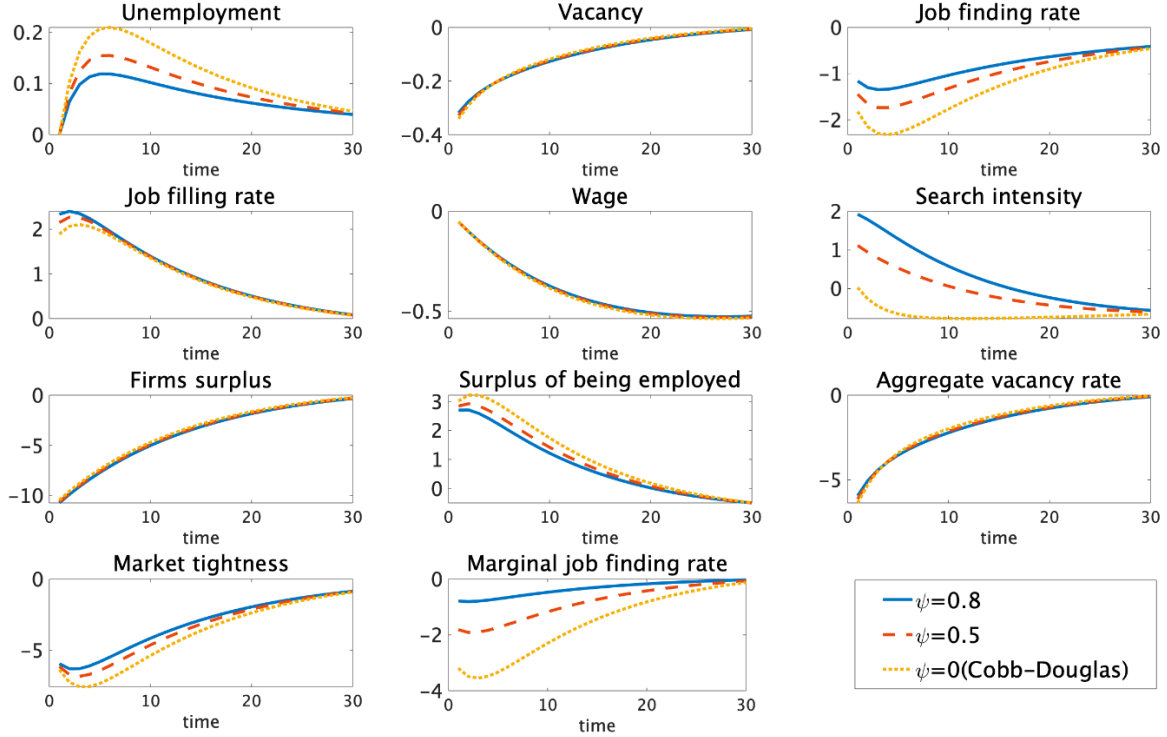 Unemployment
0.2
0.1
0
0 10 20 30
time
Vacancy
0
-0.2
-0.4
0 10 20 30
time
Job finding rate
0
-1
-2
0 10 20 30
time
Job filling rate
2
1
0
0 10 20 30
time
Wage
0
-0.5
0 10 20 30
time
Search intensity
2
1
0
0 10 20 30
time
Firms surplus
0
-5
-10
0 10 20 30
time
Surplus of being employed
3
2
1
0
0 10 20 30
time
Aggregate vacancy rate
0
-5
0 10 20 30
time
Market tightness
0
-5
0 10 20 30
time
Marginal job finding rate
0
-2
-4
0 10 20 30
time
ψ=0.8
ψ=0.5
ψ=0(Cobb-Douglas)